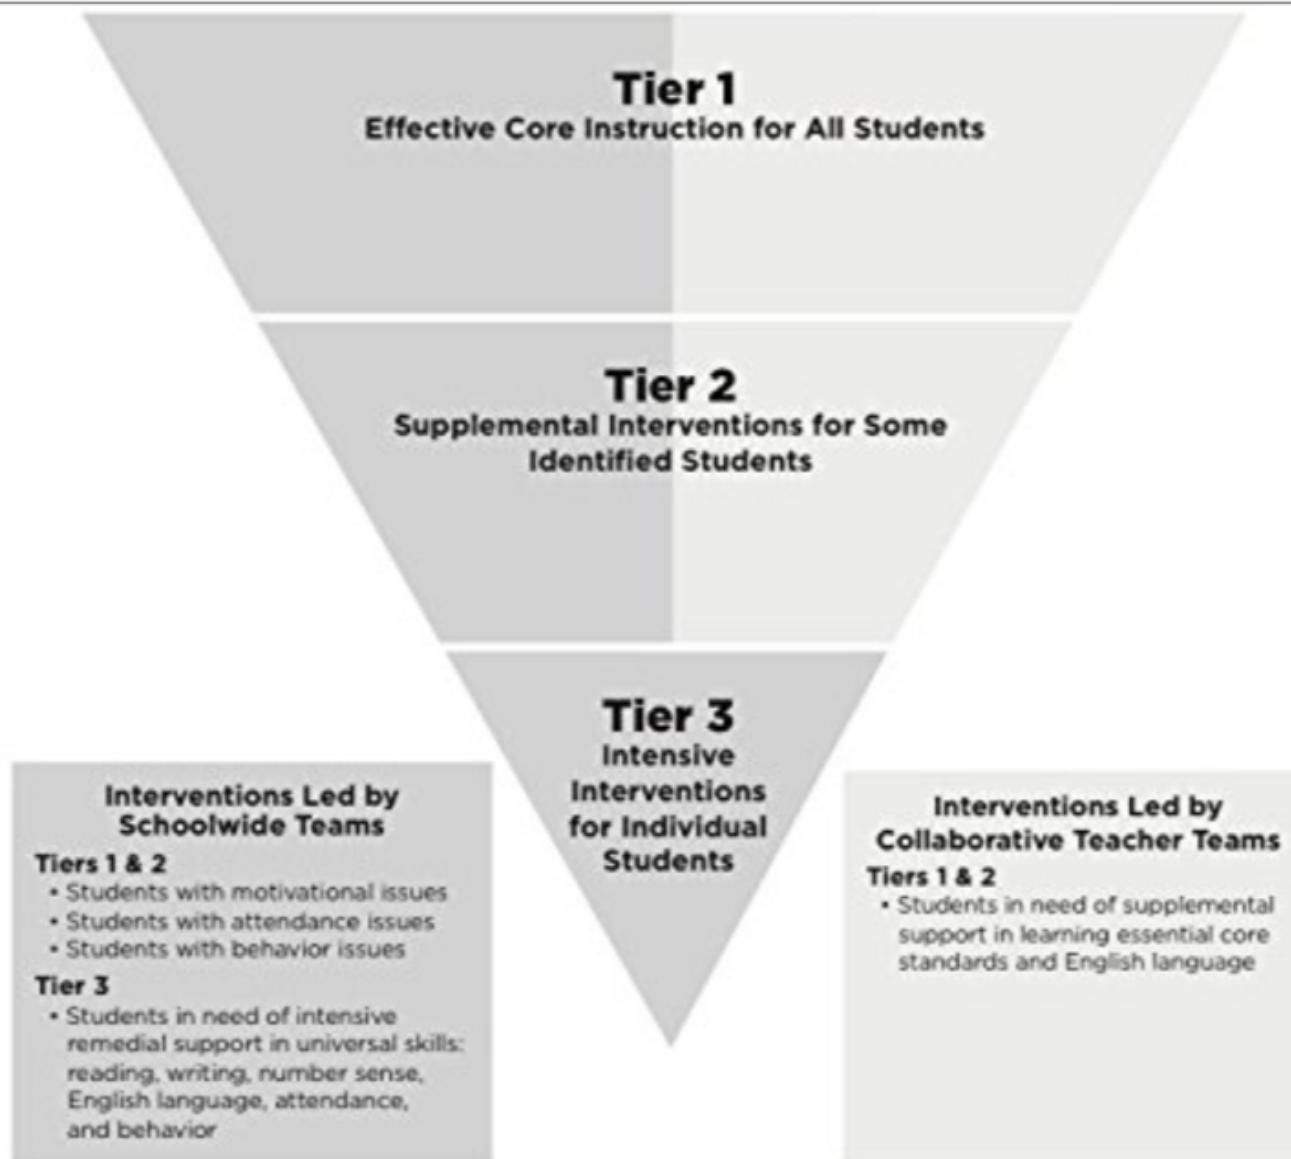 Tier 1
Effective Core Instruction for All Students
Tier 2
Supplemental Interventions for Some
Identified Students
Tier 3
Intensive
Interventions
for Individual
Students
Interventions Led by
Schoolwide Teams
Tiers 1 & 2
• Students with motivational issues
• Students with attendance issues
• Students with behavior issues
Tier 3
• Students in need of intensive
remedial support in universal skills:
reading, writing, number sense,
English language, attendance,
and behavior
Interventions Led by
Collaborative Teacher Teams
Tiers 1 & 2
• Students in need of supplemental
support in learning essential core
standards and English language